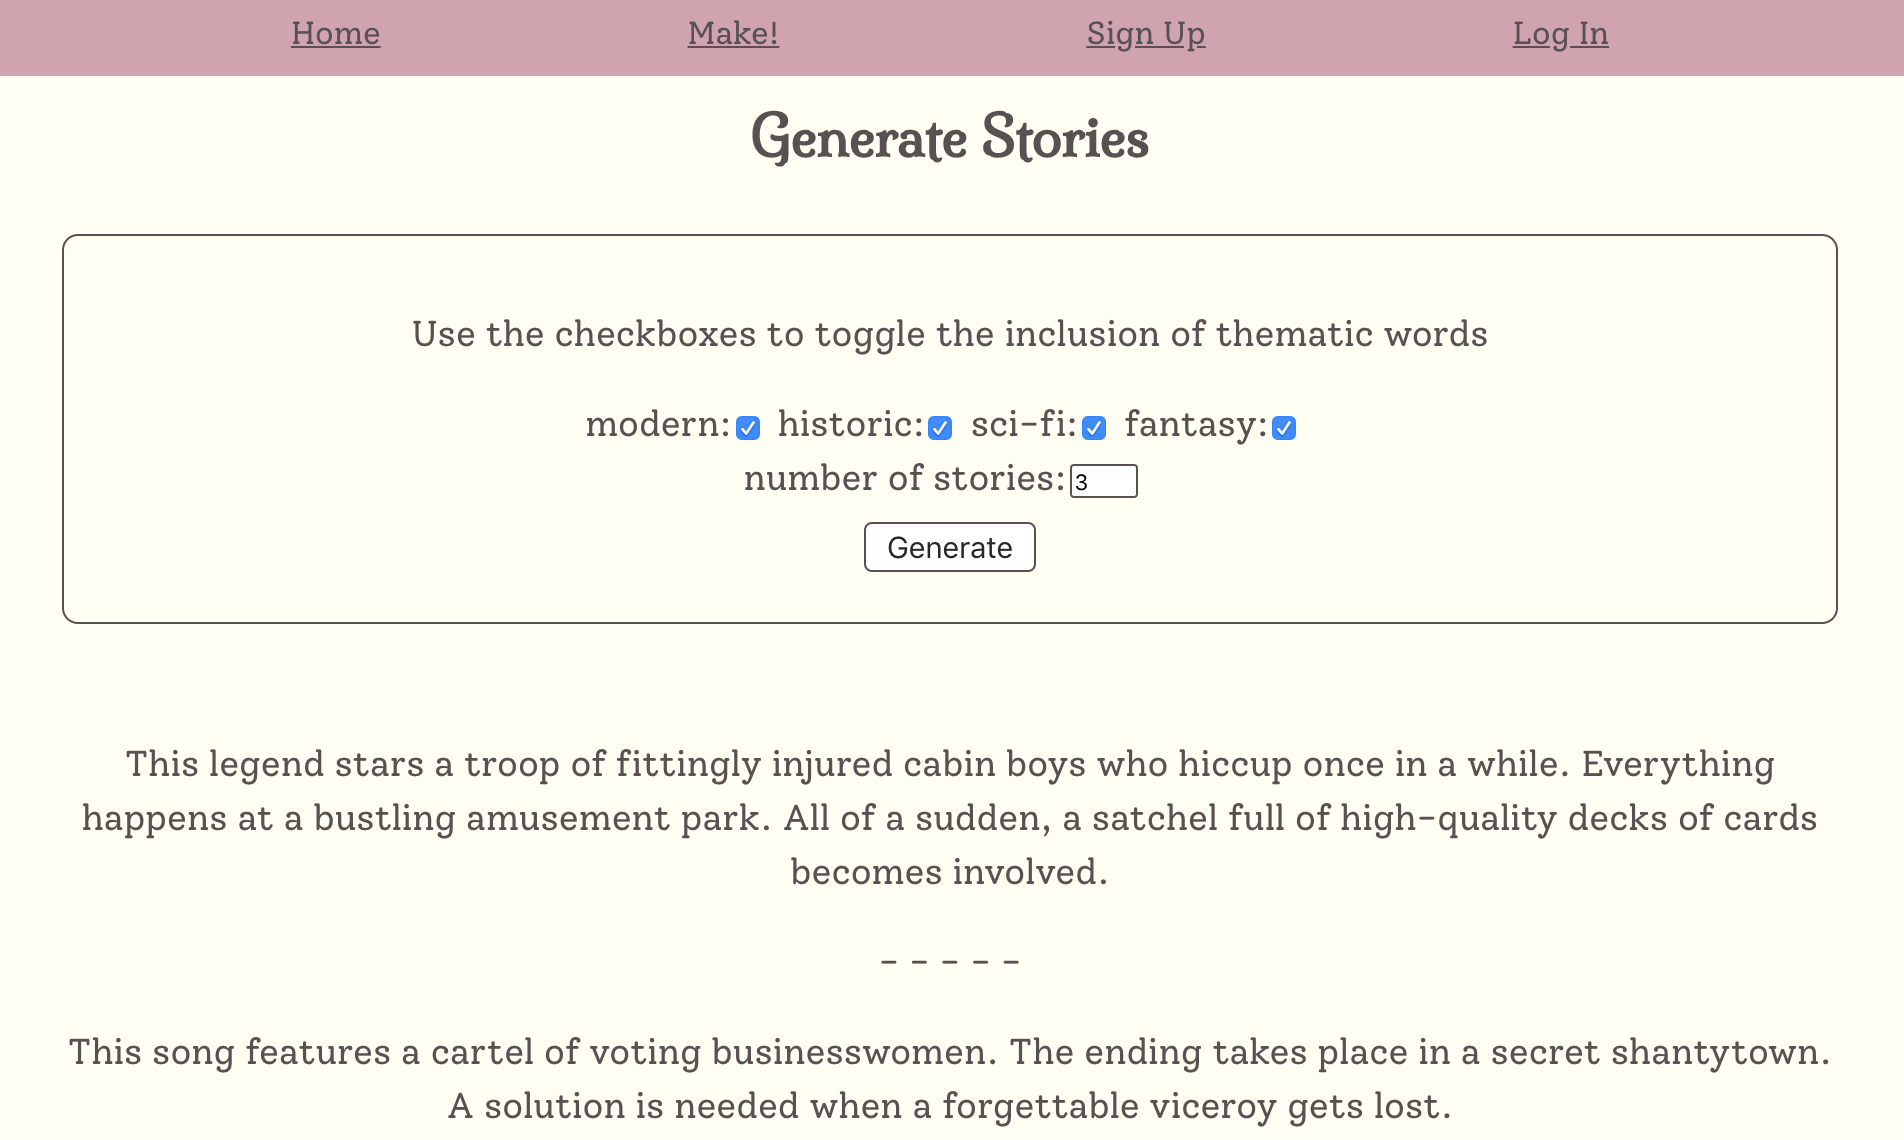 Home Make! Sign Up Log In
Generate Stories
Use the checkboxes to toggle the inclusion of thematic words
modern: historic: sci-fi: fantasy:
number of stories: 3
Generate
This legend stars a troop of fittingly injured cabin boys who hiccup once in a while. Everything
happens at a bustling amusement park. All of a sudden, a satchel full of high-quality decks of cards
becomes involved.
- - - - -
This song features a cartel of voting businesswomen. The ending takes place in a secret shantytown.
A solution is needed when a forgettable viceroy gets lost.